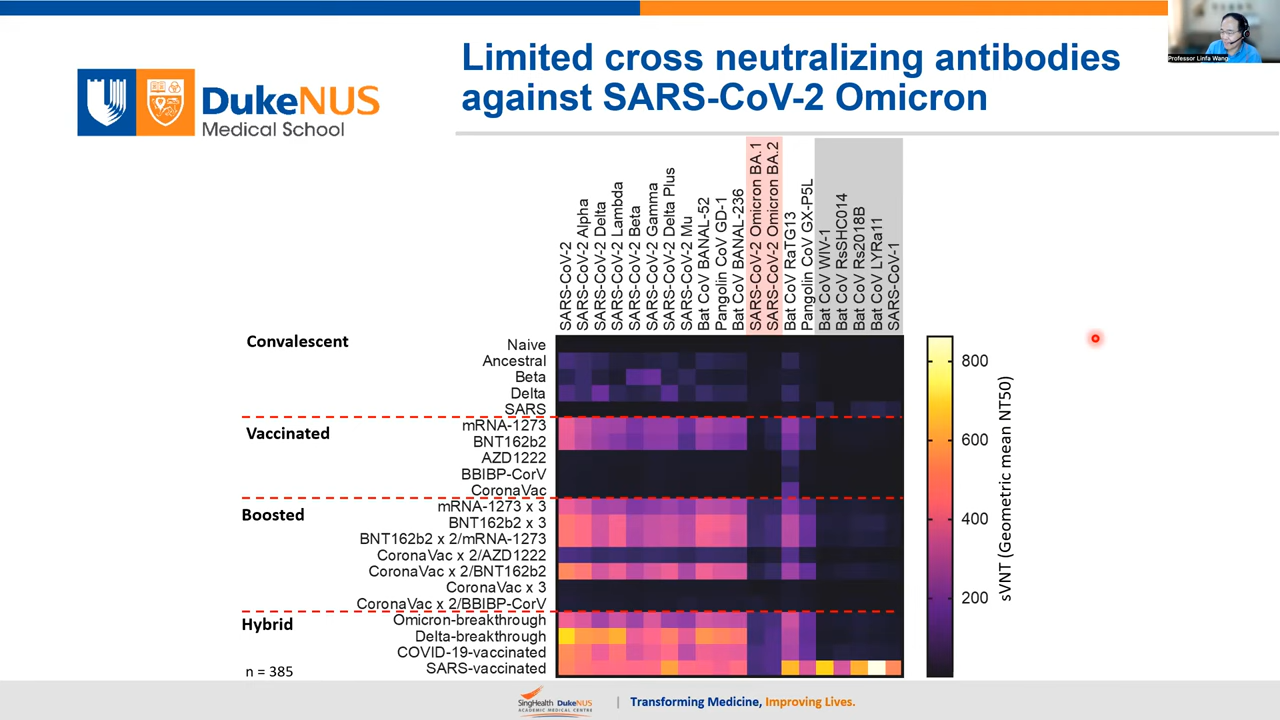 Limited cross neutralizing antibodies
against SARS-CoV-2 Omicron
Professor Linfa Wang
DukeNUS
Medical School
SARS-CoV-2
SARS-CoV-2 Alpha
SARS-CoV-2 Delta
SARS-CoV-2 Lambda
SARS-CoV-2 Beta
SARS-CoV-2 Gamma
SARS-CoV-2 Delta Plus
SARS-CoV-2 Mu
Bat CoV BANAL-52
Pangolin CoV GD-1
Bat CoV BANAL-236
SARS-CoV-2 Omicron BA.1
SARS-CoV-2 Omicron BA.2
Bat CoV RaTG13
Pangolin CoV GX-P5L
Bat CoV WIV-1
Bat CoV RsSHC014
Bat CoV Rs2018B
Bat CoV LYRa11
SARS-CoV-1
Convalescent
Naive
Ancestral
Beta
Delta
SARS
Vaccinated
mRNA-1273
BNT162b2
AZD1222
BBIBP-CorV
CoronaVac
Boosted
mRNA-1273 x 3
BNT162b2 x 3
BNT162b2 x 2/mRNA-1273
CoronaVac x 2/AZD1222
CoronaVac x 2/BNT162b2
CoronaVac x 3
CoronaVac x 2/BBIBP-CorV
Hybrid
Omicron-breakthrough
Delta-breakthrough
COVID-19-vaccinated
SARS-vaccinated
n = 385
800
600
400
200
sVNT (Geometric mean NT50)
SingHealth DukeNUS
ACADEMIC MEDICAL CENTRE
Transforming Medicine, Improving Lives.